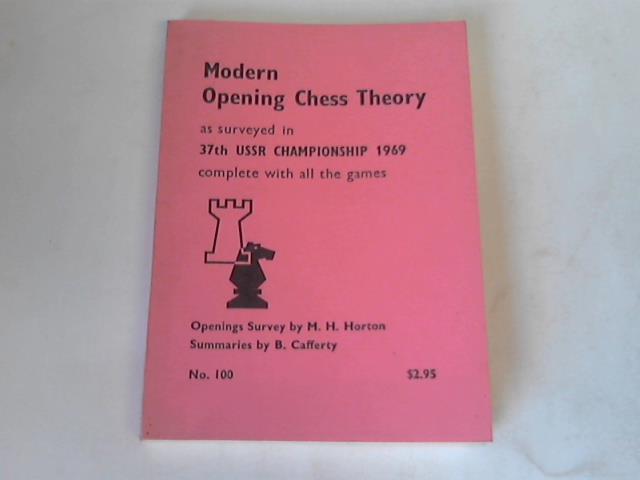 Modern
Opening Chess Theory
as surveyed in
37th USSR CHAMPIONSHIP 1969
complete with all the games
Openings Survey by M. H. Horton
Summaries by B. Cafferty
No. 100 $2.95